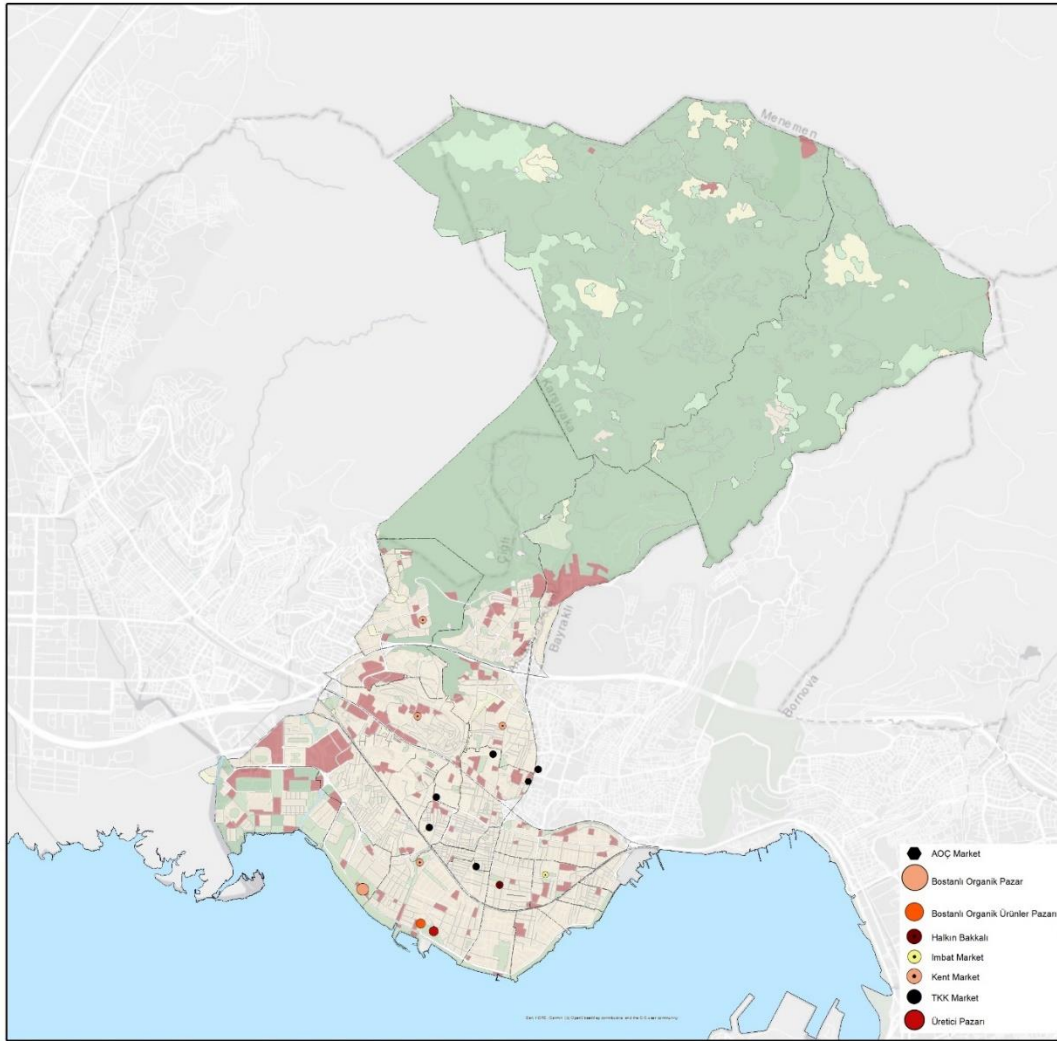 Menemen
Karşıyaka
Çiğli
Bayraklı
Bornova
AOÇ Market
Bostanlı Organik Pazar
Bostanlı Organik Ürünler Pazarı
Halkın Bakkalı
Imbat Market
Kent Market
TKK Market
Üretici Pazarı